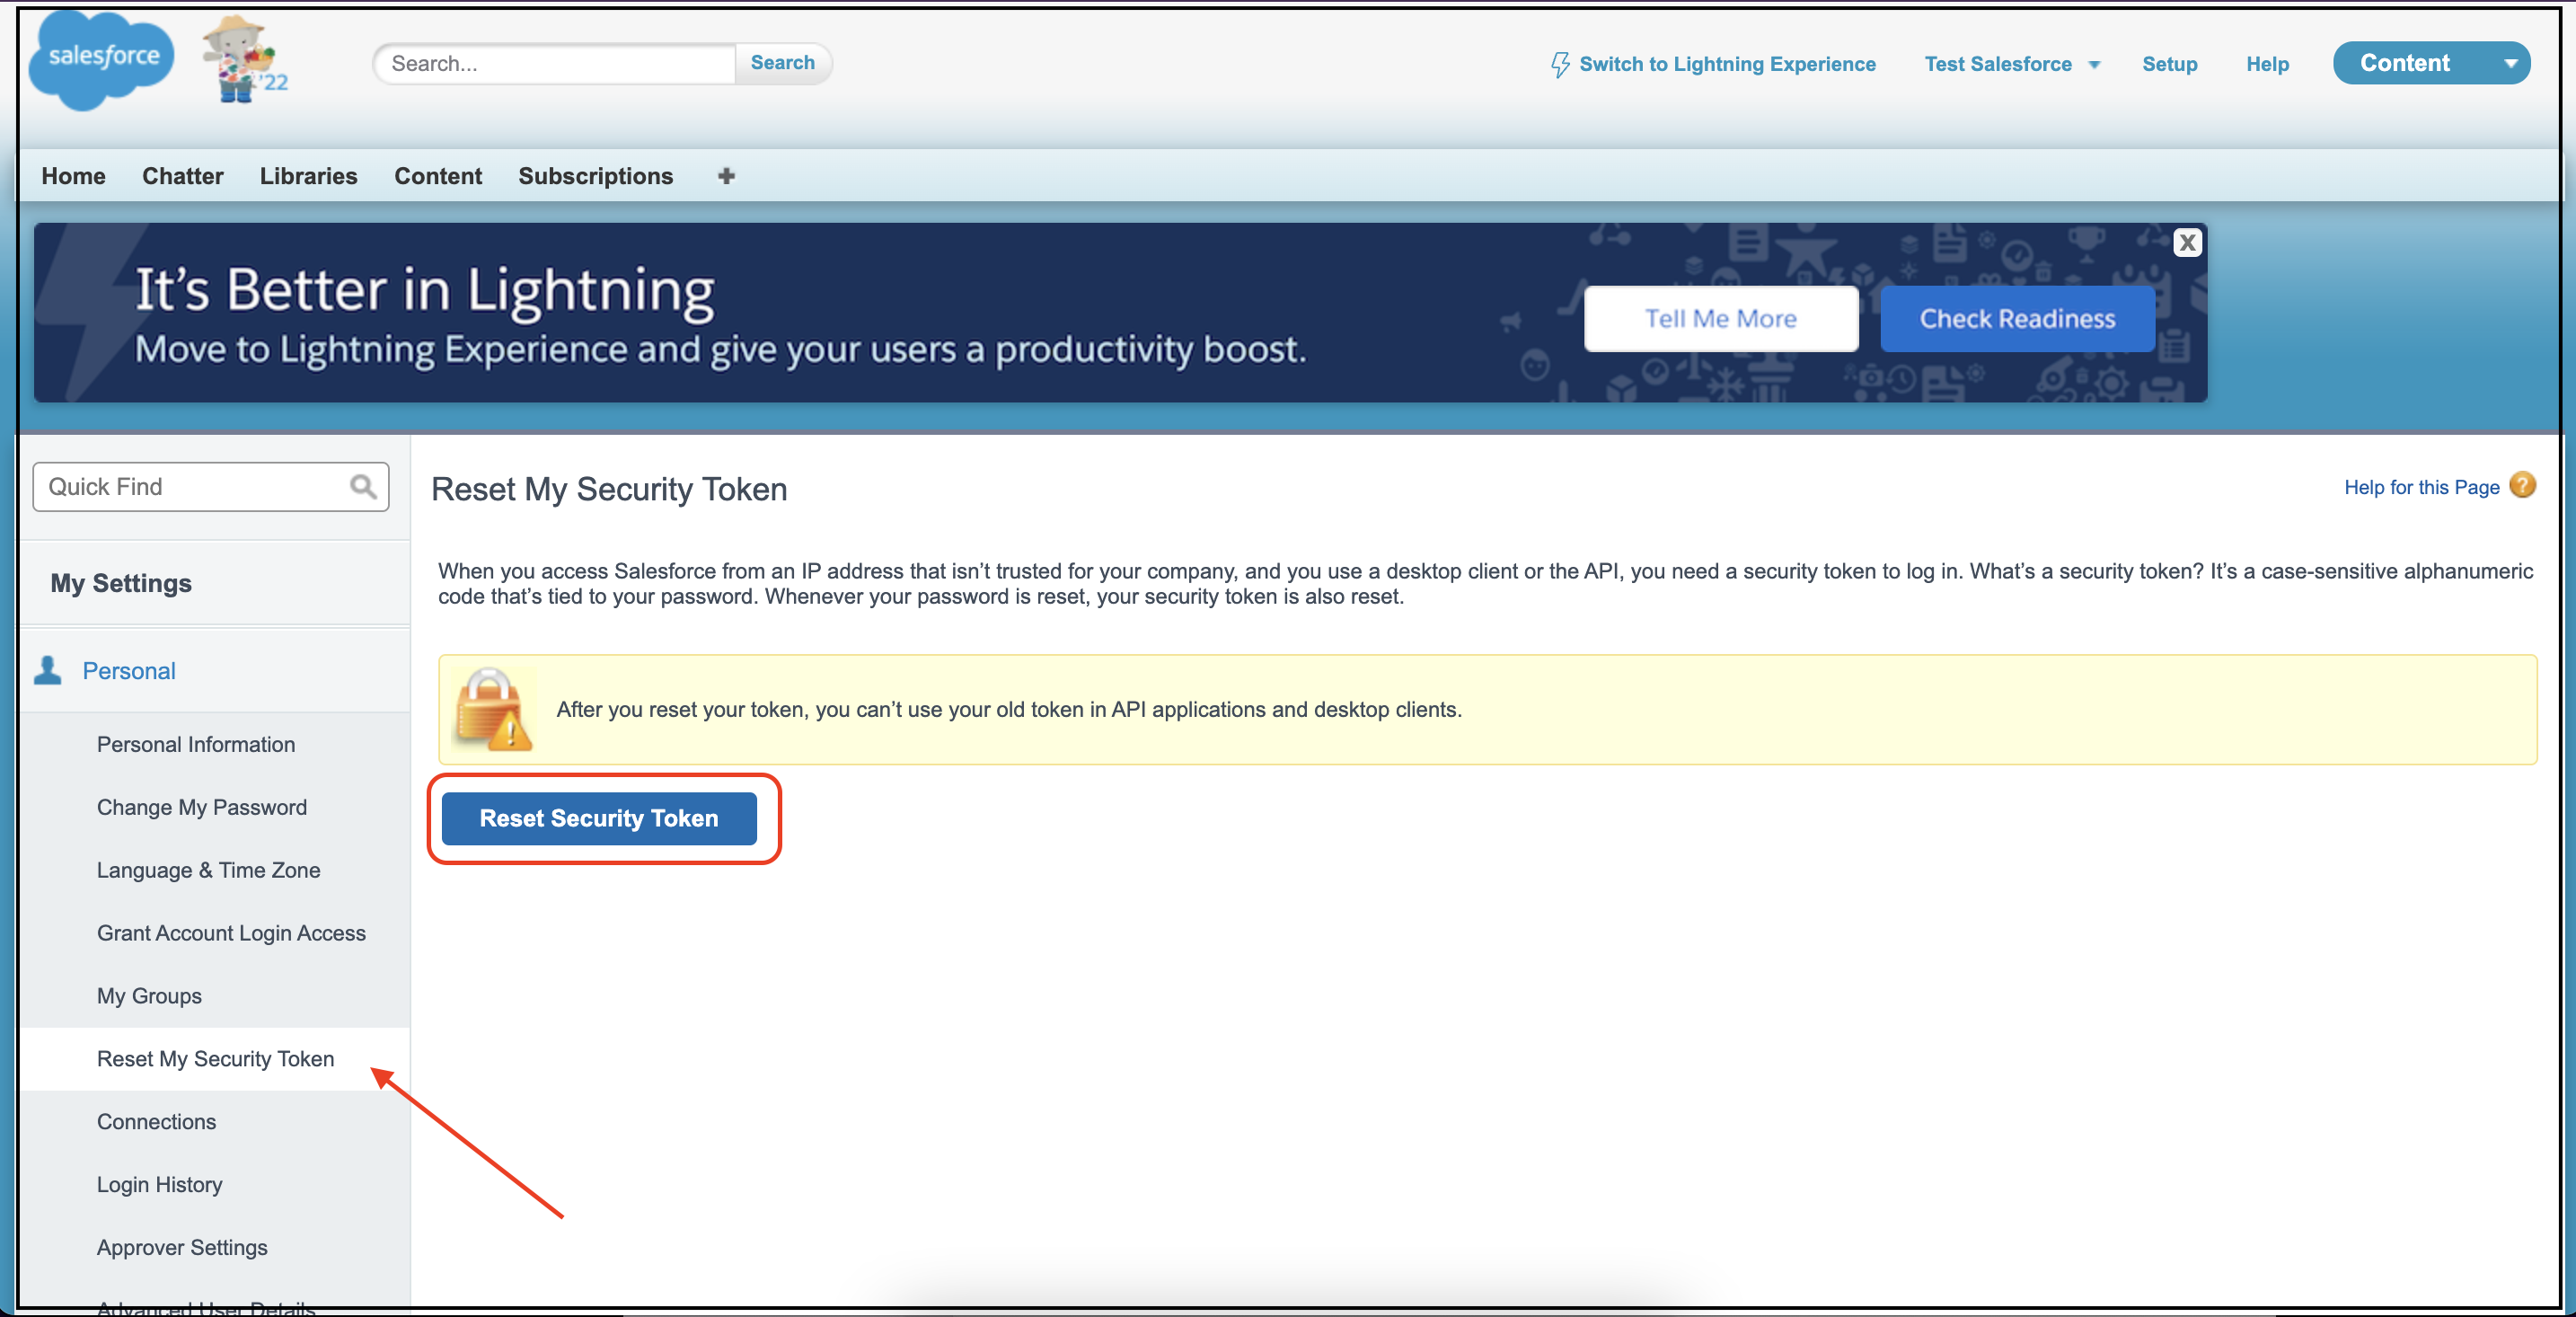 salesforce
'22
Search...
Search
Switch to Lightning Experience
Test Salesforce
Setup
Help
Content
Home
Chatter
Libraries
Content
Subscriptions
It’s Better in Lightning
Move to Lightning Experience and give your users a productivity boost.
Tell Me More
Check Readiness
X
Quick Find
My Settings
Personal
Personal Information
Change My Password
Language & Time Zone
Grant Account Login Access
My Groups
Reset My Security Token
Connections
Login History
Approver Settings
Advanced User Details
Reset My Security Token
Help for this Page
?
When you access Salesforce from an IP address that isn’t trusted for your company, and you use a desktop client or the API, you need a security token to log in. What’s a security token? It’s a case-sensitive alphanumeric
code that’s tied to your password. Whenever your password is reset, your security token is also reset.
After you reset your token, you can’t use your old token in API applications and desktop clients.
Reset Security Token